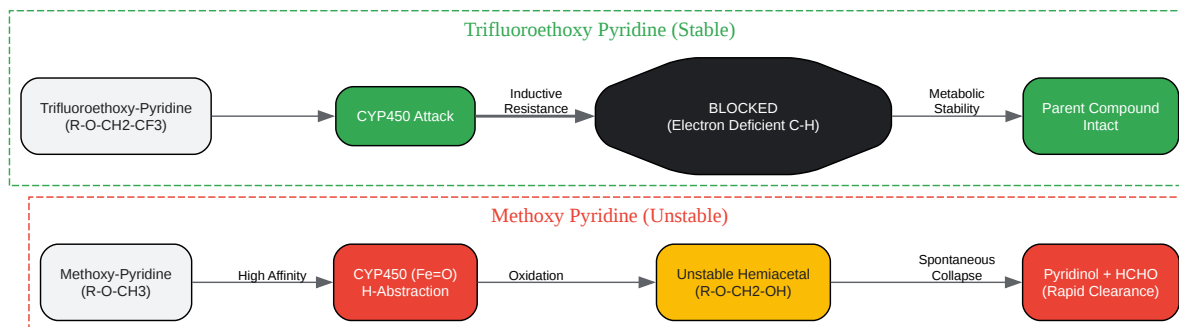 Trifluoroethoxy Pyridine (Stable)
Trifluoroethoxy-Pyridine
(R-O-CH2-CF3)
CYP450 Attack
Inductive
Resistance
BLOCKED
(Electron Deficient C-H)
Metabolic
Stability
Parent Compound
Intact
Methoxy Pyridine (Unstable)
Methoxy-Pyridine
(R-O-CH3)
High Affinity
CYP450 (Fe=O)
H-Abstraction
Oxidation
Unstable Hemiacetal
(R-O-CH2-OH)
Spontaneous
Collapse
Pyridinol + HCHO
(Rapid Clearance)